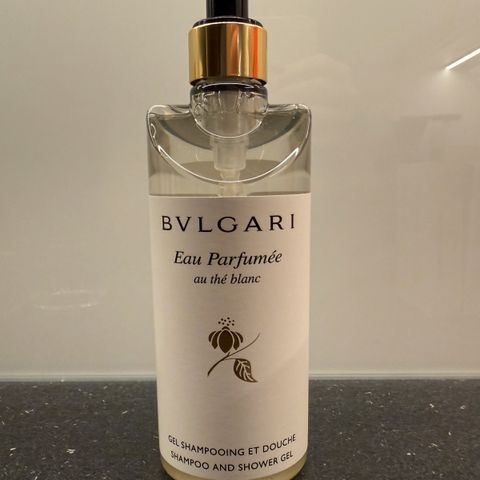 BVLGARI
Eau Parfumée
au thé blanc
GEL SHAMPOOING ET DOUCHE
SHAMPOO AND SHOWER GEL